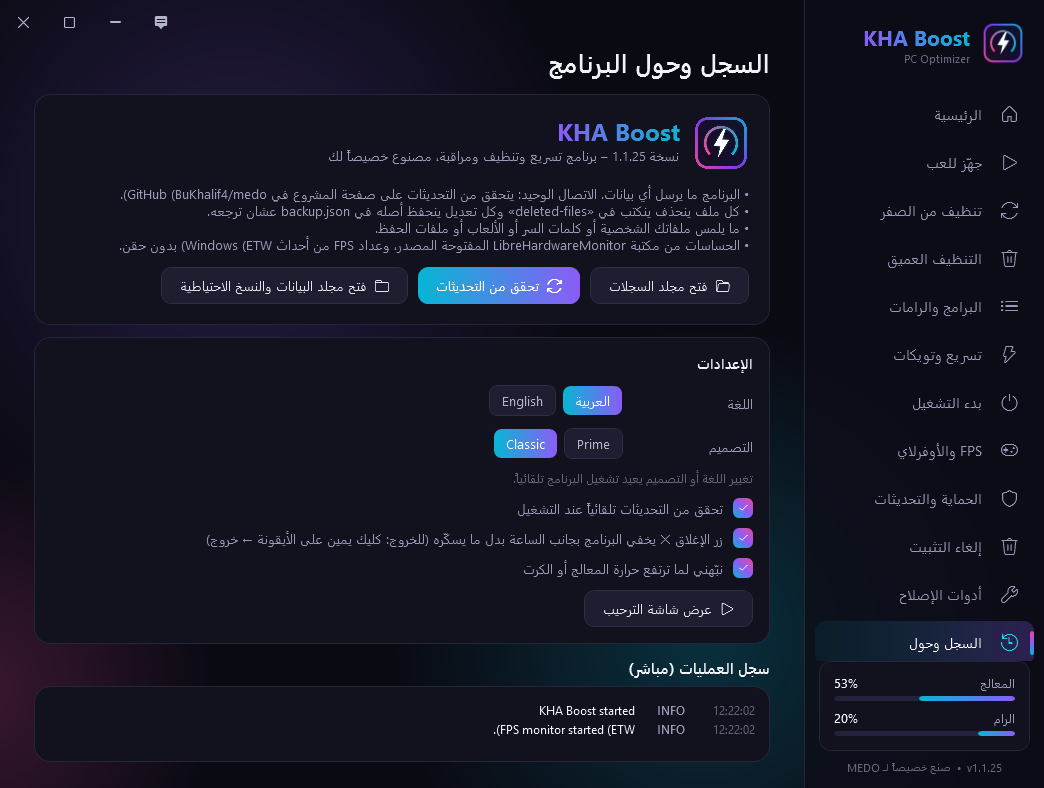 KHA Boost
PC Optimizer
الرئيسية
جهّز للعب
تنظيف من الصفر
التنظيف العميق
البرامج والرامات
تسريع وتويكات
بدء التشغيل
FPS والأوفرلاي
الحماية والتحديثات
إلغاء التثبيت
أدوات الإصلاح
السجل وحول
المعالج 53%
الرام 20%
صنع خصيصاً لـ MEDO • v1.1.25
السجل وحول البرنامج
KHA Boost
نسخة 1.1.25 – برنامج تسريع وتنظيف ومراقبة، مصنوع خصيصاً لك
• البرنامج ما يرسل أي بيانات. الاتصال الوحيد: يتحقق من التحديثات على صفحة المشروع في GitHub (BuKhalif4/medo).
• كل ملف ينحذف ينكتب في «deleted-files» وكل تعديل ينحفظ أصله في backup.json عشان ترجعه.
• ما يلمس ملفاتك الشخصية أو كلمات السر أو الألعاب أو ملفات الحفظ.
• الحساسات من مكتبة LibreHardwareMonitor المفتوحة المصدر، وعداد FPS من أحداث Windows (ETW) بدون حقن.
فتح مجلد السجلات
تحقق من التحديثات
فتح مجلد البيانات والنسخ الاحتياطية
الإعدادات
اللغة العربية English
التصميم Prime Classic
تغيير اللغة أو التصميم يعيد تشغيل البرنامج تلقائياً.
تحقق من التحديثات تلقائياً عند التشغيل
زر الإغلاق ✕ يخفي البرنامج بجانب الساعة بدل ما يسكّره (للخروج: كليك يمين على الأيقونة ← خروج)
نبّهني لما ترتفع حرارة المعالج أو الكرت
عرض شاشة الترحيب
سجل العمليات (مباشر)
12:22:02 INFO KHA Boost started
12:22:02 INFO FPS monitor started (ETW).